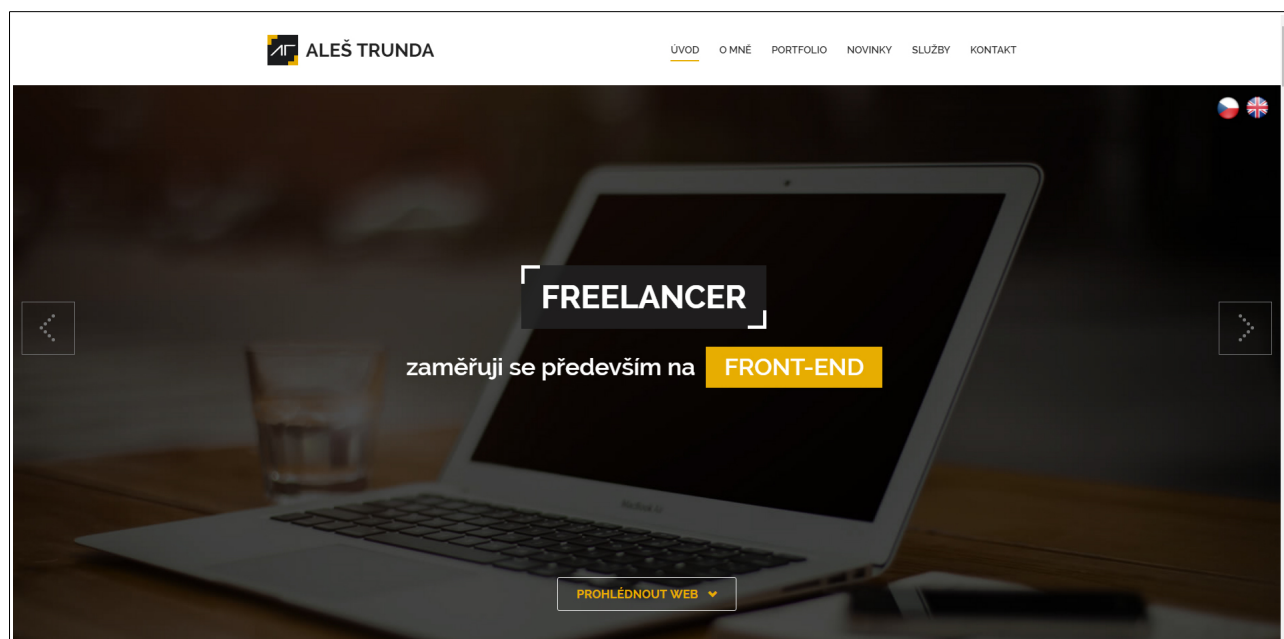 ALEŠ TRUNDA
ÚVOD O MNĚ PORTFOLIO NOVINKY SLUŽBY KONTAKT
FREELANCER
zaměřuji se především na FRONT-END
PROHLÉDNOUT WEB